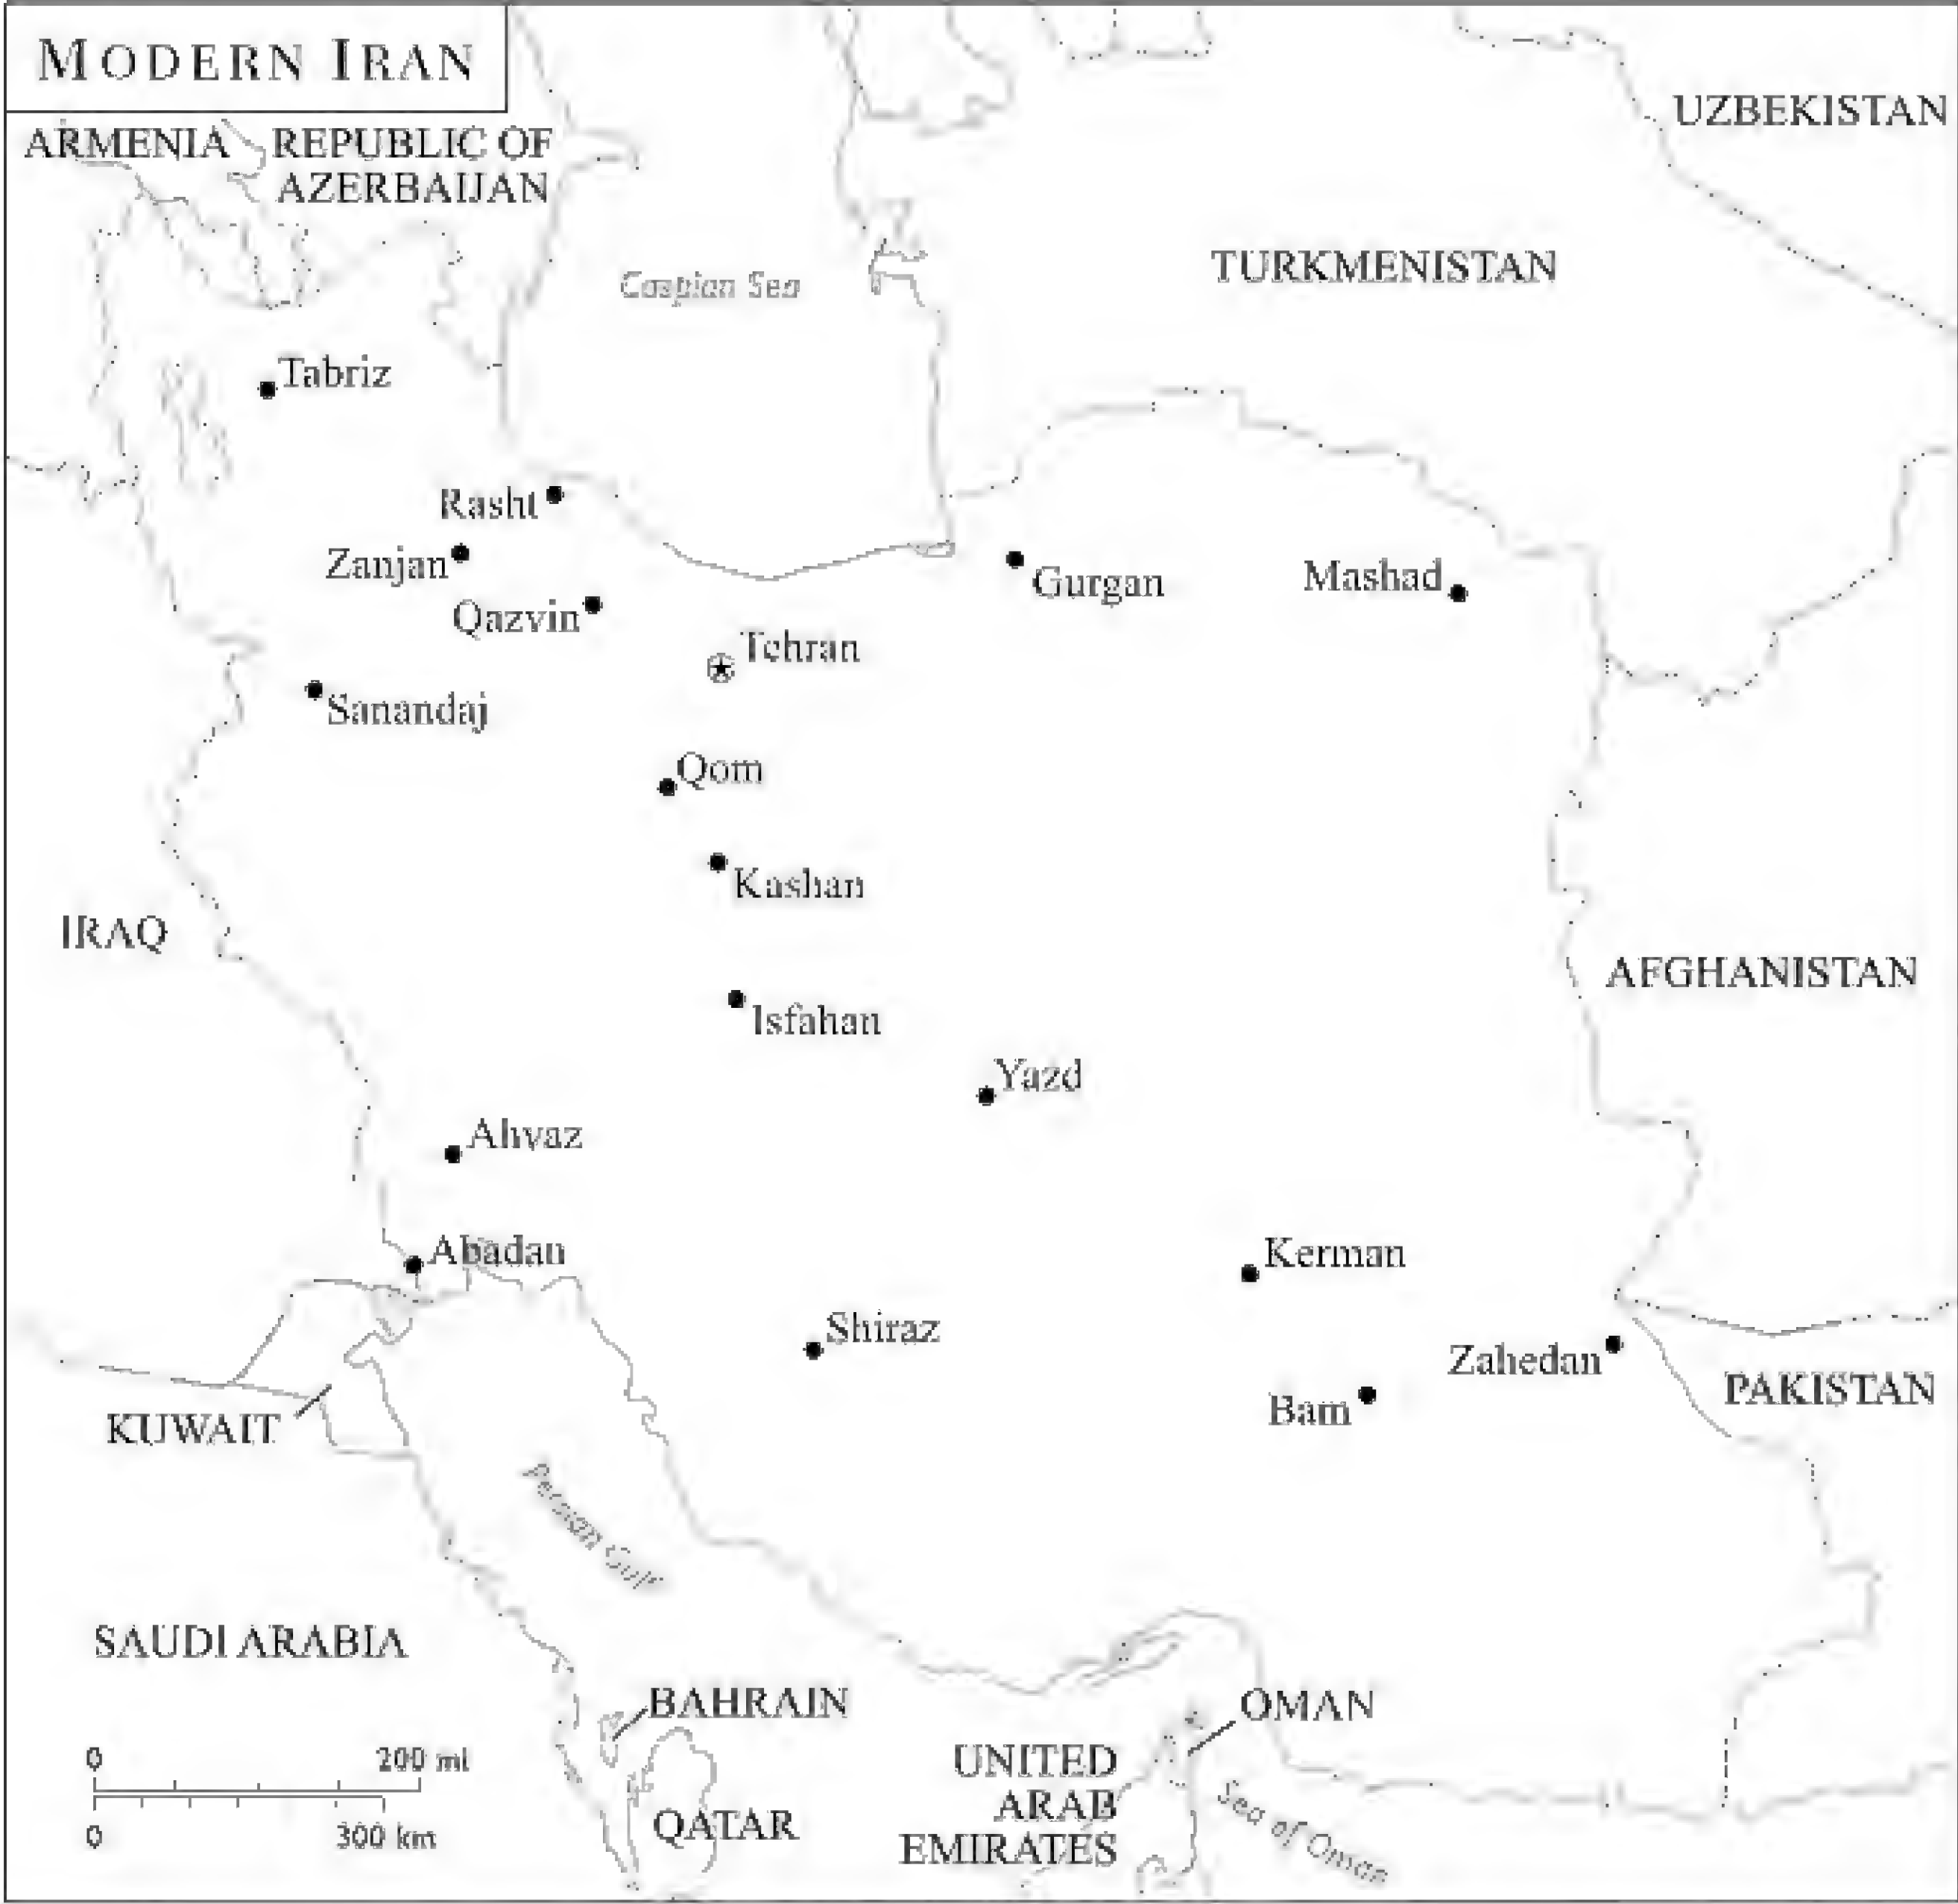 MODERN IRAN
ARMENIA
REPUBLIC OF
AZERBAIJAN
UZBEKISTAN
Caspian Sea
TURKMENISTAN
Tabriz
Rasht
Zanjan
Qazvin
Gurgan
Mashad
Tehran
Sanandaj
Qom
Kashan
IRAQ
AFGHANISTAN
Isfahan
Yazd
Ahvaz
Abadan
Kerman
Shiraz
Zahedan
Bam
PAKISTAN
KUWAIT
Persian Gulf
SAUDI ARABIA
BAHRAIN
OMAN
UNITED
ARAB
EMIRATES
QATAR
Sea of Oman
0 200 mi
0 300 km